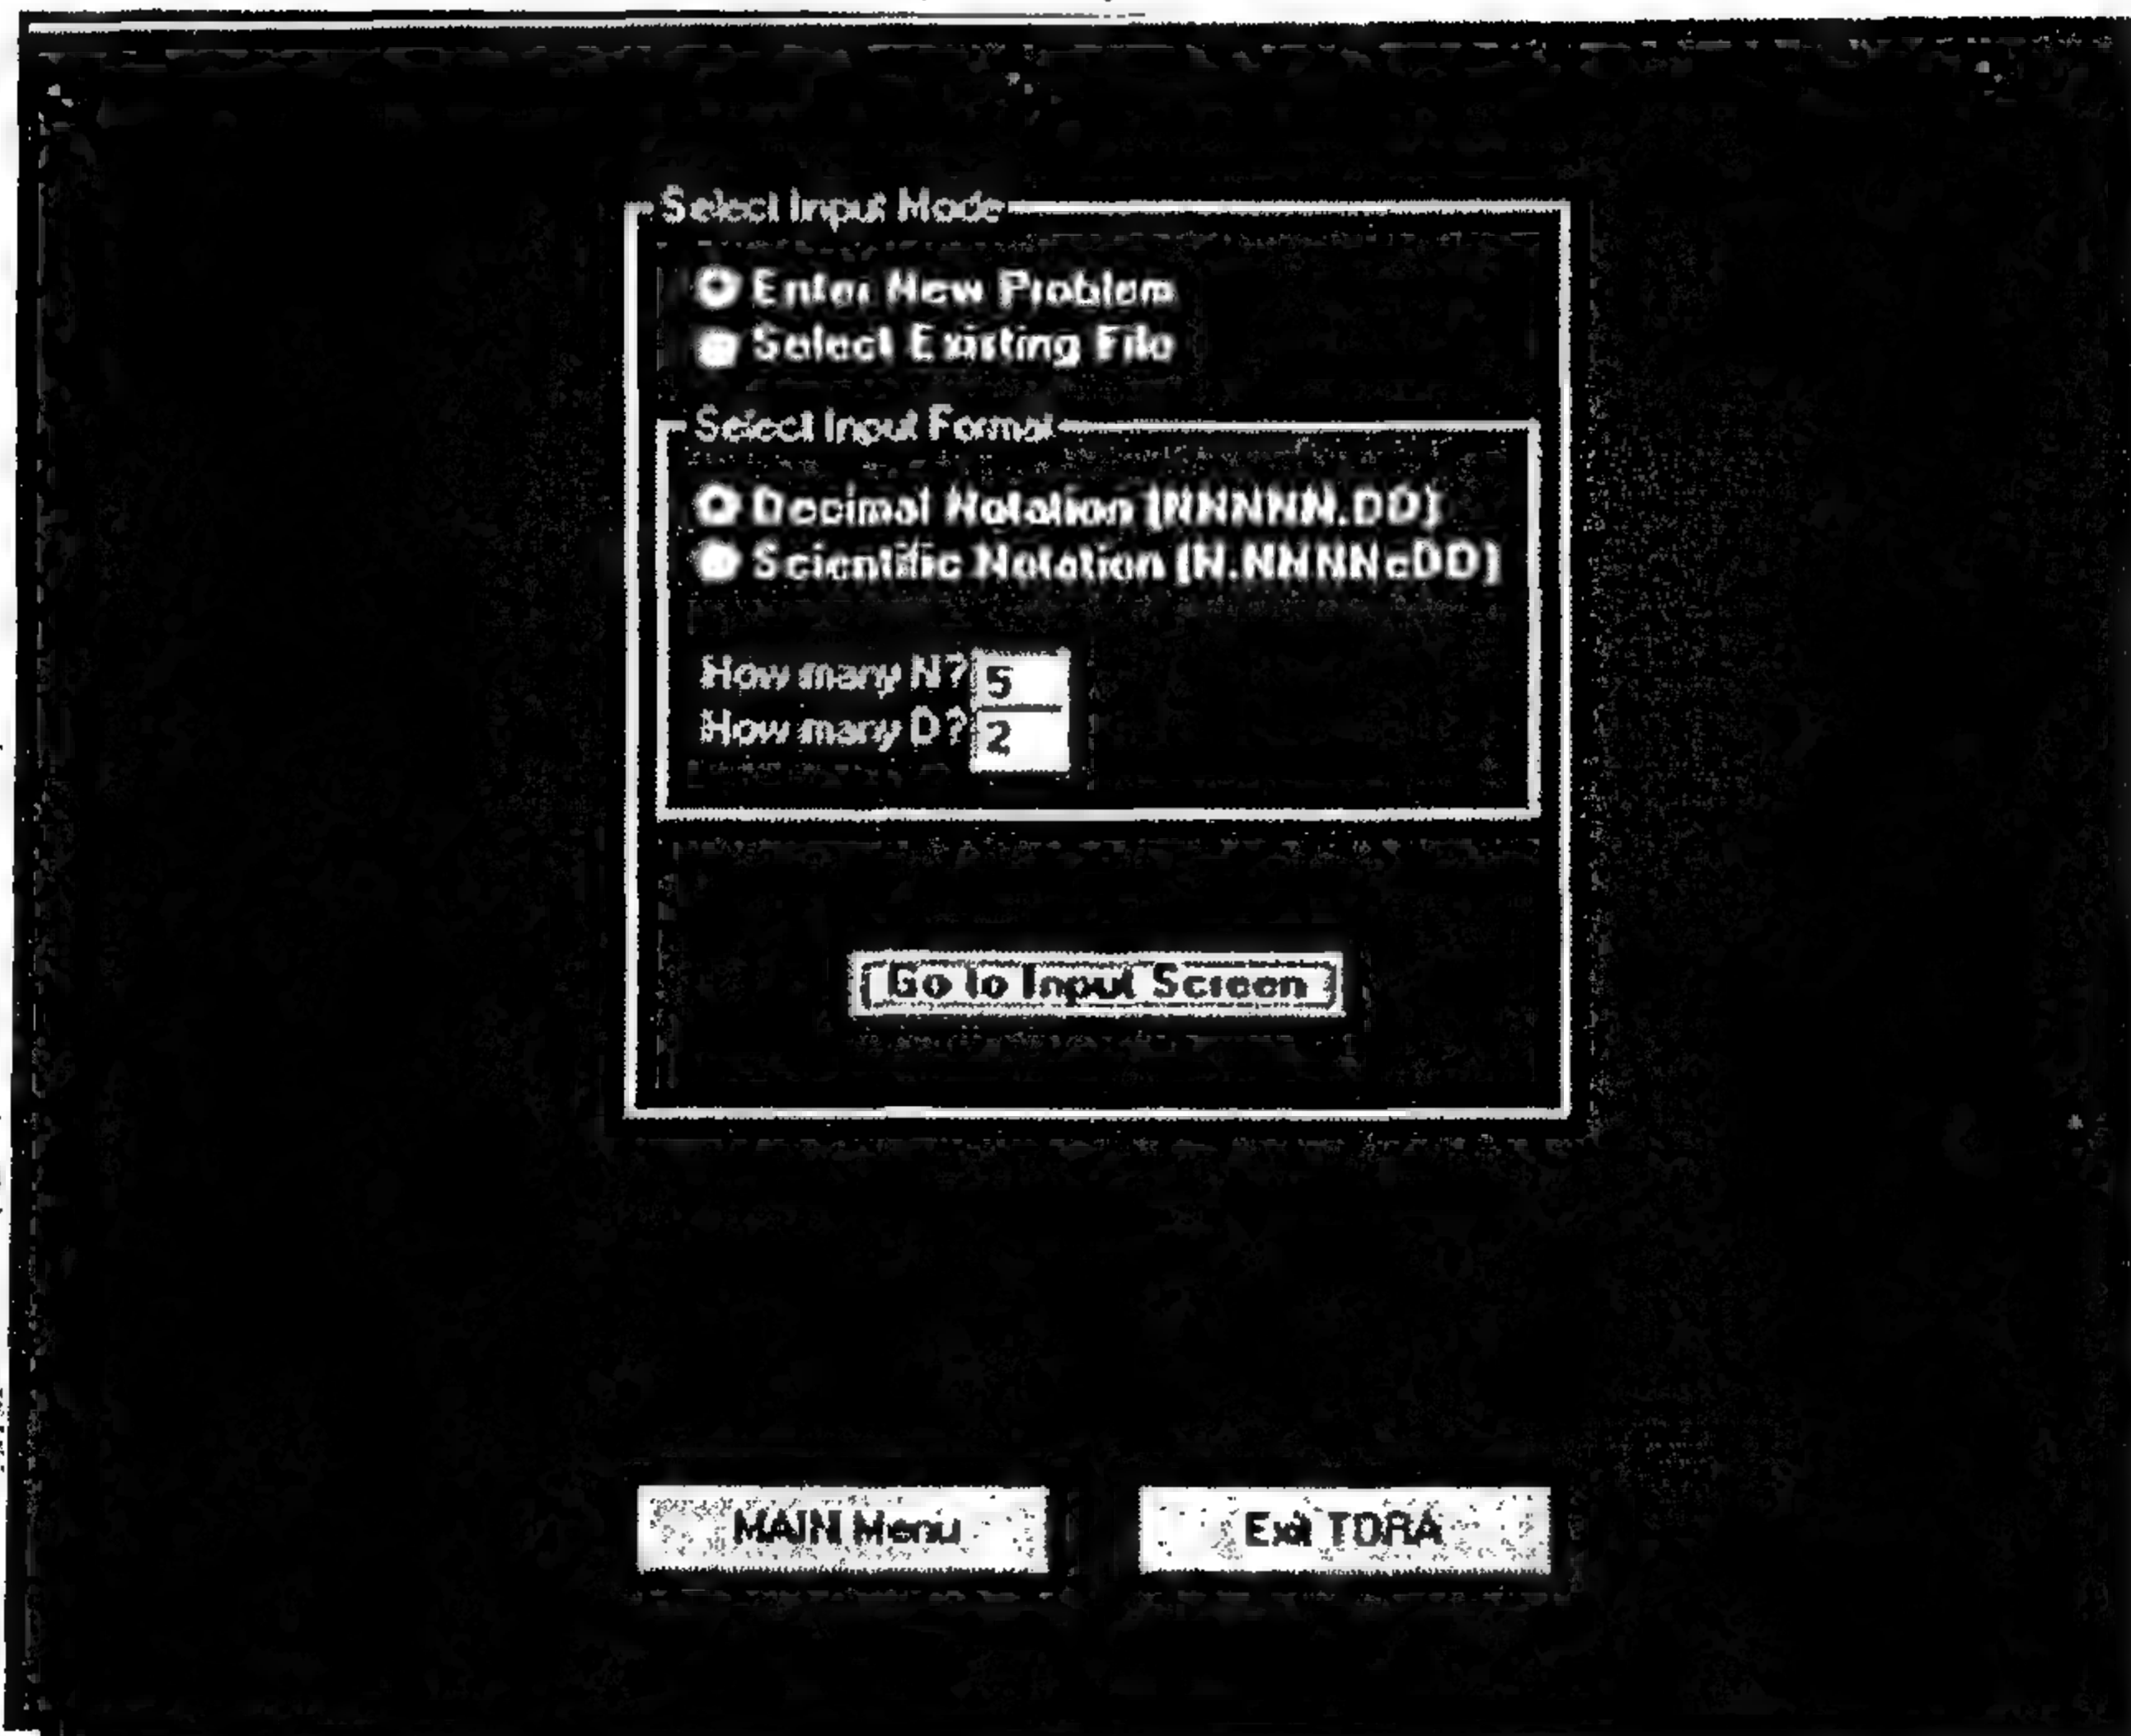 Select Input Mode
Enter New Problem
Select Existing File
Select Input Format
Decimal Notation (NNNNN.DD)
Scientific Notation (N.NNNNeDD)
How many N? 5
How many D? 2
Go to Input Screen
MAIN Menu
Exit TORA